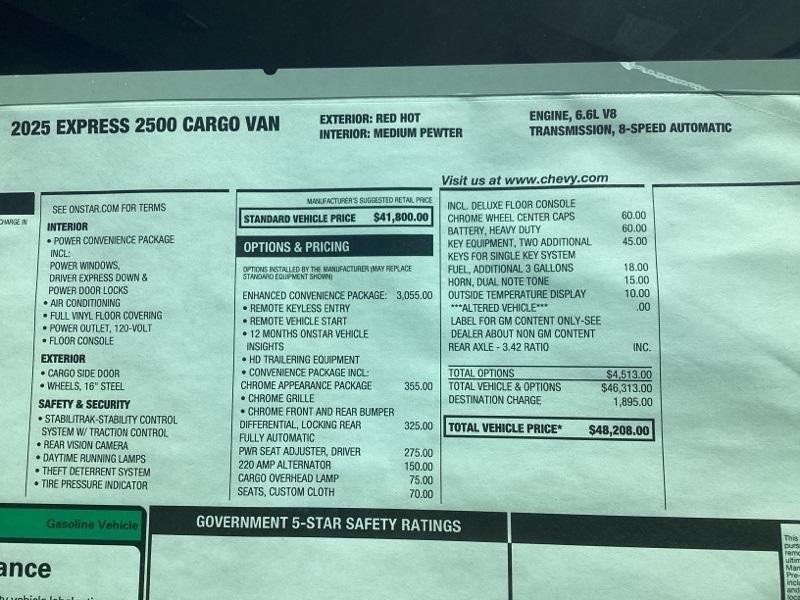 2025 EXPRESS 2500 CARGO VAN
EXTERIOR: RED HOT
INTERIOR: MEDIUM PEWTER
ENGINE, 6.6L V8
TRANSMISSION, 8-SPEED AUTOMATIC
Visit us at www.chevy.com
CHARGE IN
SEE ONSTAR.COM FOR TERMS
INTERIOR
• POWER CONVENIENCE PACKAGE
INCL:
POWER WINDOWS,
DRIVER EXPRESS DOWN &
POWER DOOR LOCKS
• AIR CONDITIONING
• FULL VINYL FLOOR COVERING
• POWER OUTLET, 120-VOLT
• FLOOR CONSOLE
EXTERIOR
• CARGO SIDE DOOR
• WHEELS, 16" STEEL
SAFETY & SECURITY
• STABILITRAK-STABILITY CONTROL
SYSTEM W/ TRACTION CONTROL
• REAR VISION CAMERA
• DAYTIME RUNNING LAMPS
• THEFT DETERRENT SYSTEM
• TIRE PRESSURE INDICATOR
MANUFACTURER'S SUGGESTED RETAIL PRICE
STANDARD VEHICLE PRICE $41,800.00
OPTIONS & PRICING
OPTIONS INSTALLED BY THE MANUFACTURER (MAY REPLACE
STANDARD EQUIPMENT SHOWN)
ENHANCED CONVENIENCE PACKAGE: 3,055.00
• REMOTE KEYLESS ENTRY
• REMOTE VEHICLE START
• 12 MONTHS ONSTAR VEHICLE
INSIGHTS
• HD TRAILERING EQUIPMENT
• CONVENIENCE PACKAGE INCL:
CHROME APPEARANCE PACKAGE 355.00
• CHROME GRILLE
• CHROME FRONT AND REAR BUMPER
DIFFERENTIAL, LOCKING REAR 325.00
FULLY AUTOMATIC
PWR SEAT ADJUSTER, DRIVER 275.00
220 AMP ALTERNATOR 150.00
CARGO OVERHEAD LAMP 75.00
SEATS, CUSTOM CLOTH 70.00
INCL. DELUXE FLOOR CONSOLE
CHROME WHEEL CENTER CAPS 60.00
BATTERY, HEAVY DUTY 60.00
KEY EQUIPMENT, TWO ADDITIONAL 45.00
KEYS FOR SINGLE KEY SYSTEM
FUEL, ADDITIONAL 3 GALLONS 18.00
HORN, DUAL NOTE TONE 15.00
OUTSIDE TEMPERATURE DISPLAY 10.00
***ALTERED VEHICLE*** .00
LABEL FOR GM CONTENT ONLY-SEE
DEALER ABOUT NON GM CONTENT
REAR AXLE - 3.42 RATIO INC.
TOTAL OPTIONS $4,513.00
TOTAL VEHICLE & OPTIONS $46,313.00
DESTINATION CHARGE 1,895.00
TOTAL VEHICLE PRICE* $48,208.00
Gasoline Vehicle
ance
GOVERNMENT 5-STAR SAFETY RATINGS
This
purs
remo
ultim
Man
Pre-
incl
and
loca